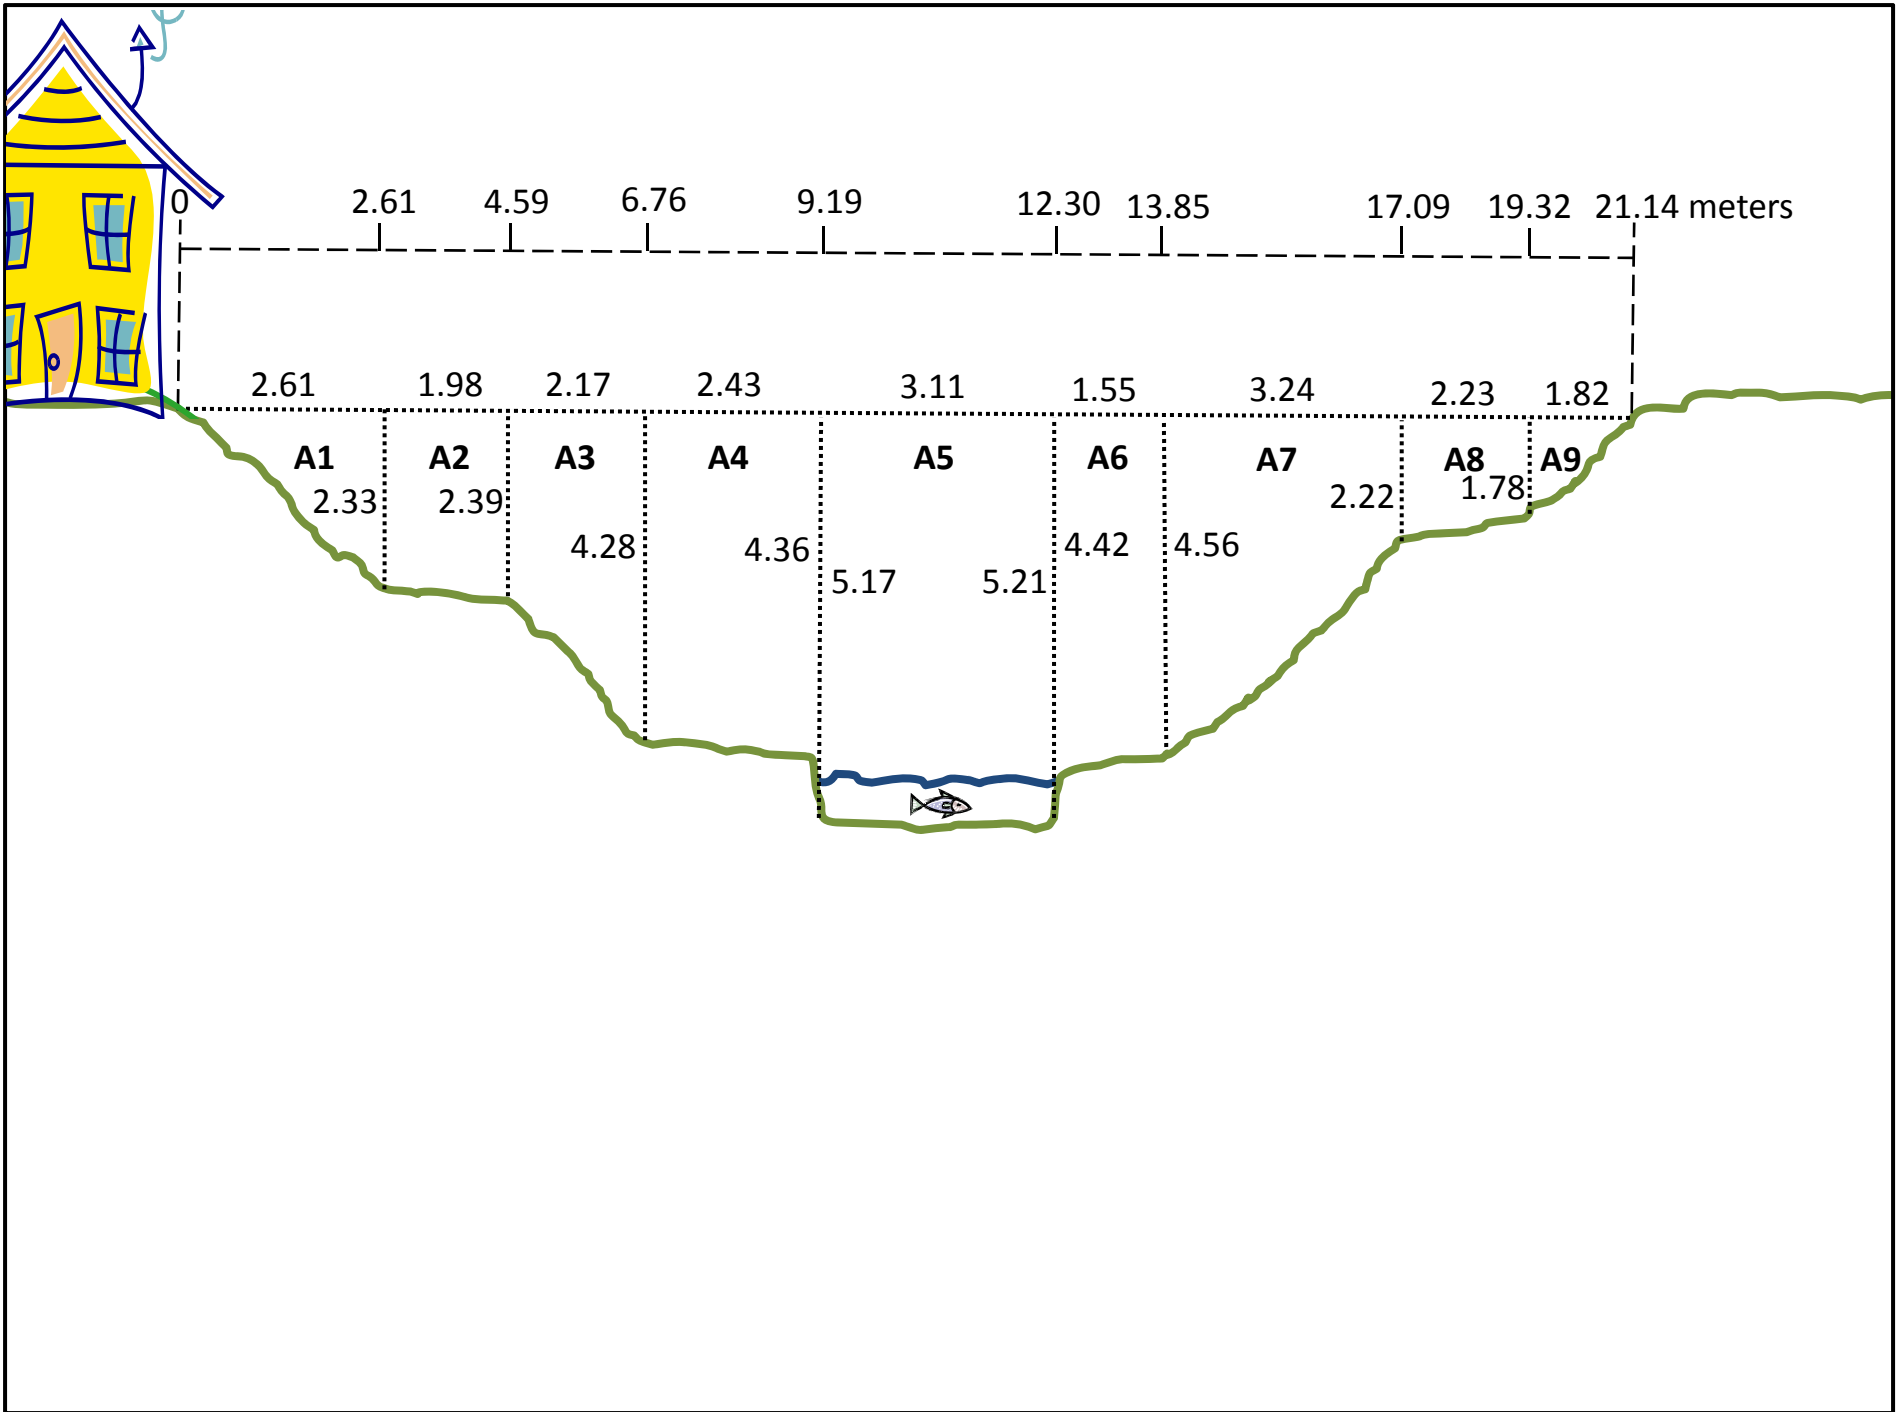 0 2.61 4.59 6.76 9.19 12.30 13.85 17.09 19.32 21.14 meters
2.61 1.98 2.17 2.43 3.11 1.55 3.24 2.23 1.82
A1 A2 A3 A4 A5 A6 A7 A8 A9
2.33 2.39 2.22 1.78
4.28 4.36 4.42 4.56
5.17 5.21